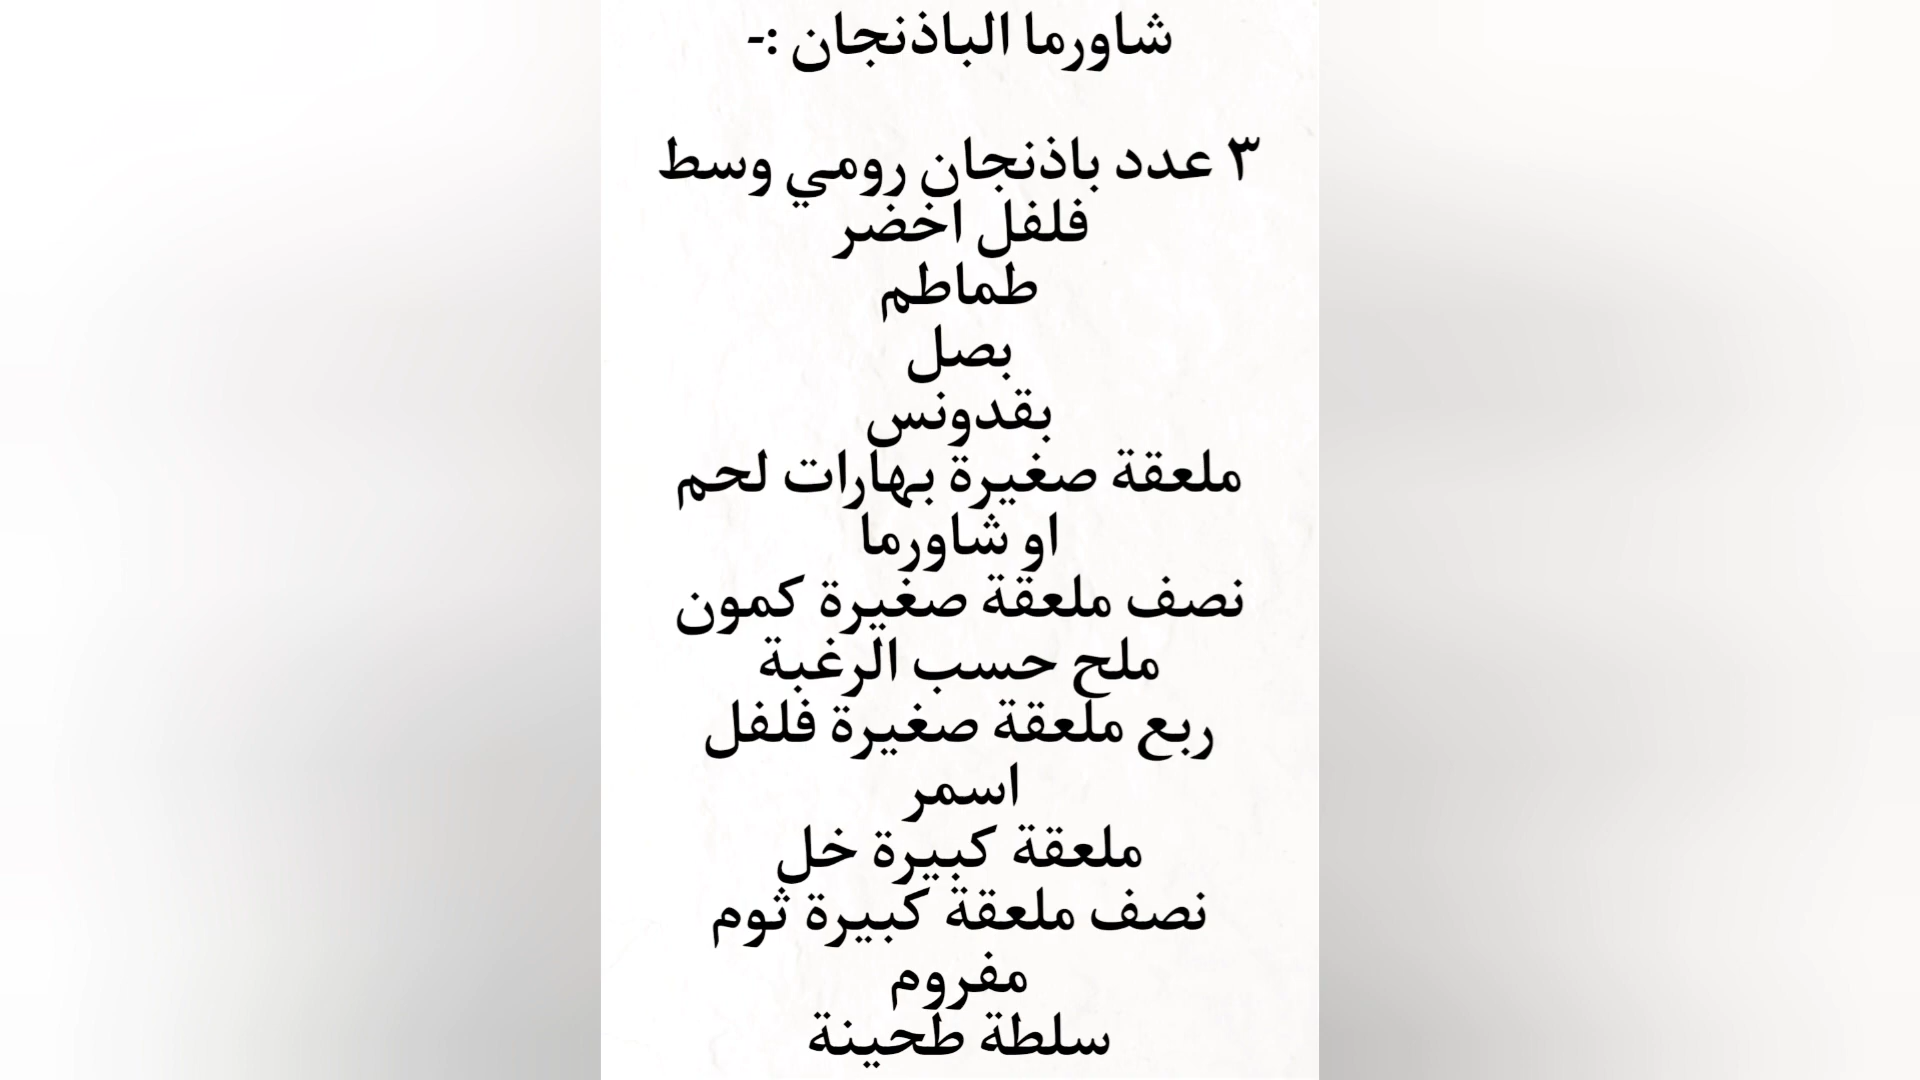 شاورما الباذنجان :-
٣ عدد باذنجان رومي وسط
فلفل اخضر
طماطم
بصل
بقدونس
ملعقة صغيرة بهارات لحم
او شاورما
نصف ملعقة صغيرة كمون
ملح حسب الرغبة
ربع ملعقة صغيرة فلفل
اسمر
ملعقة كبيرة خل
نصف ملعقة كبيرة ثوم
مفروم
سلطة طحينة